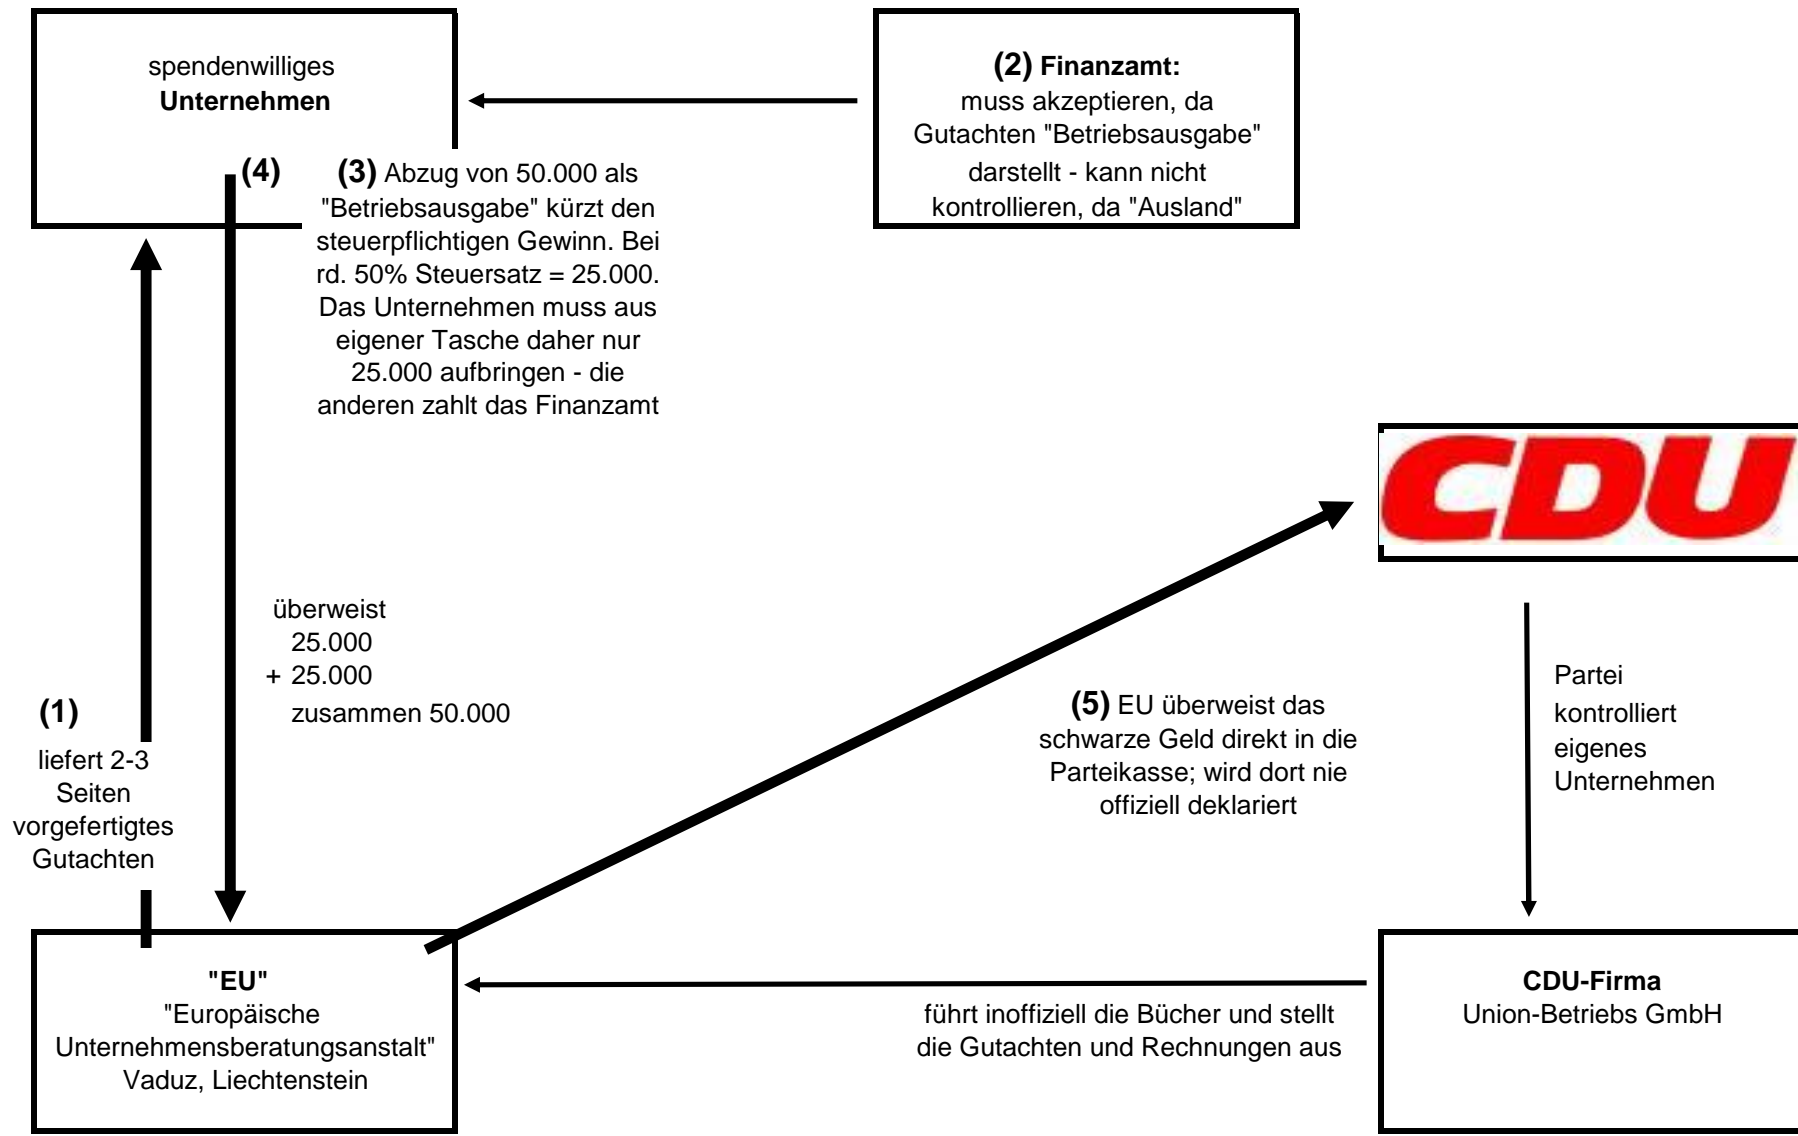 spendenwilliges
Unternehmen
(2) Finanzamt:
muss akzeptieren, da
Gutachten "Betriebsausgabe"
darstellt - kann nicht
kontrollieren, da "Ausland"
(4)
(3) Abzug von 50.000 als
"Betriebsausgabe" kürzt den
steuerpflichtigen Gewinn. Bei
rd. 50% Steuersatz = 25.000.
Das Unternehmen muss aus
eigener Tasche daher nur
25.000 aufbringen - die
anderen zahlt das Finanzamt
CDU
überweist
25.000
+ 25.000
zusammen 50.000
(1)
liefert 2-3
Seiten
vorgefertigtes
Gutachten
(5) EU überweist das
schwarze Geld direkt in die
Parteikasse; wird dort nie
offiziell deklariert
Partei
kontrolliert
eigenes
Unternehmen
"EU"
"Europäische
Unternehmensberatungsanstalt"
Vaduz, Liechtenstein
führt inoffiziell die Bücher und stellt
die Gutachten und Rechnungen aus
CDU-Firma
Union-Betriebs GmbH